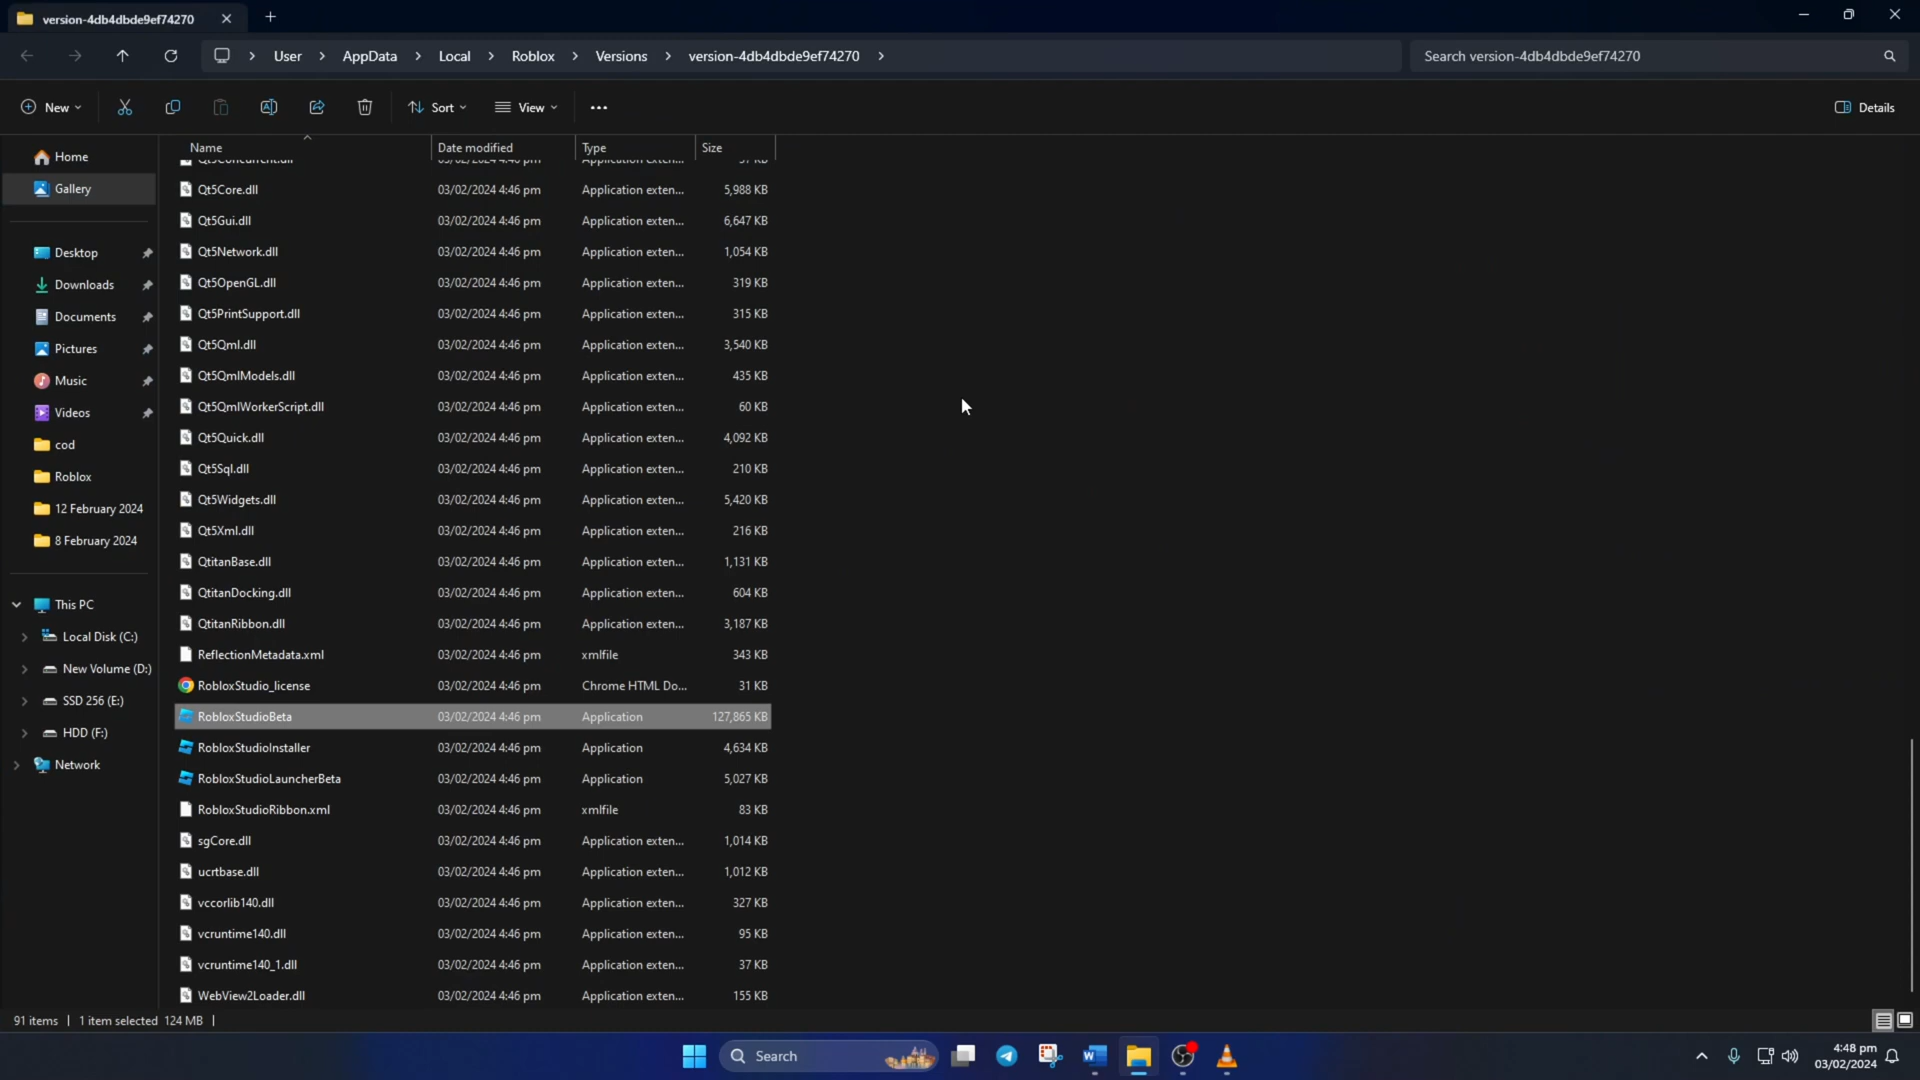 version-4db4dbde9ef74270
User > AppData > Local > Roblox > Versions > version-4db4dbde9ef74270 >
Search version-4db4dbde9ef74270
New Sort View Details
Name Date modified Type Size
Home
Gallery
Desktop
Downloads
Documents
Pictures
Music
Videos
cod
Roblox
12 February 2024
8 February 2024
This PC
Local Disk (C:)
New Volume (D:)
SSD 256 (E:)
HDD (F:)
Network
Qt5Core.dll 03/02/2024 4:46 pm Application exten... 5,988 KB
Qt5Gui.dll 03/02/2024 4:46 pm Application exten... 6,647 KB
Qt5Network.dll 03/02/2024 4:46 pm Application exten... 1,054 KB
Qt5OpenGL.dll 03/02/2024 4:46 pm Application exten... 319 KB
Qt5PrintSupport.dll 03/02/2024 4:46 pm Application exten... 315 KB
Qt5Qml.dll 03/02/2024 4:46 pm Application exten... 3,540 KB
Qt5QmlModels.dll 03/02/2024 4:46 pm Application exten... 435 KB
Qt5QmlWorkerScript.dll 03/02/2024 4:46 pm Application exten... 60 KB
Qt5Quick.dll 03/02/2024 4:46 pm Application exten... 4,092 KB
Qt5Sql.dll 03/02/2024 4:46 pm Application exten... 210 KB
Qt5Widgets.dll 03/02/2024 4:46 pm Application exten... 5,420 KB
Qt5Xml.dll 03/02/2024 4:46 pm Application exten... 216 KB
QtitanBase.dll 03/02/2024 4:46 pm Application exten... 1,131 KB
QtitanDocking.dll 03/02/2024 4:46 pm Application exten... 604 KB
QtitanRibbon.dll 03/02/2024 4:46 pm Application exten... 3,187 KB
ReflectionMetadata.xml 03/02/2024 4:46 pm xmlfile 343 KB
RobloxStudio_license 03/02/2024 4:46 pm Chrome HTML Do... 31 KB
RobloxStudioBeta 03/02/2024 4:46 pm Application 127,865 KB
RobloxStudioInstaller 03/02/2024 4:46 pm Application 4,634 KB
RobloxStudioLauncherBeta 03/02/2024 4:46 pm Application 5,027 KB
RobloxStudioRibbon.xml 03/02/2024 4:46 pm xmlfile 83 KB
sgCore.dll 03/02/2024 4:46 pm Application exten... 1,014 KB
ucrtbase.dll 03/02/2024 4:46 pm Application exten... 1,012 KB
vccorlib140.dll 03/02/2024 4:46 pm Application exten... 327 KB
vcruntime140.dll 03/02/2024 4:46 pm Application exten... 95 KB
vcruntime140_1.dll 03/02/2024 4:46 pm Application exten... 37 KB
WebView2Loader.dll 03/02/2024 4:46 pm Application exten... 155 KB
91 items | 1 item selected 124 MB |
Search
4:48 pm
03/02/2024